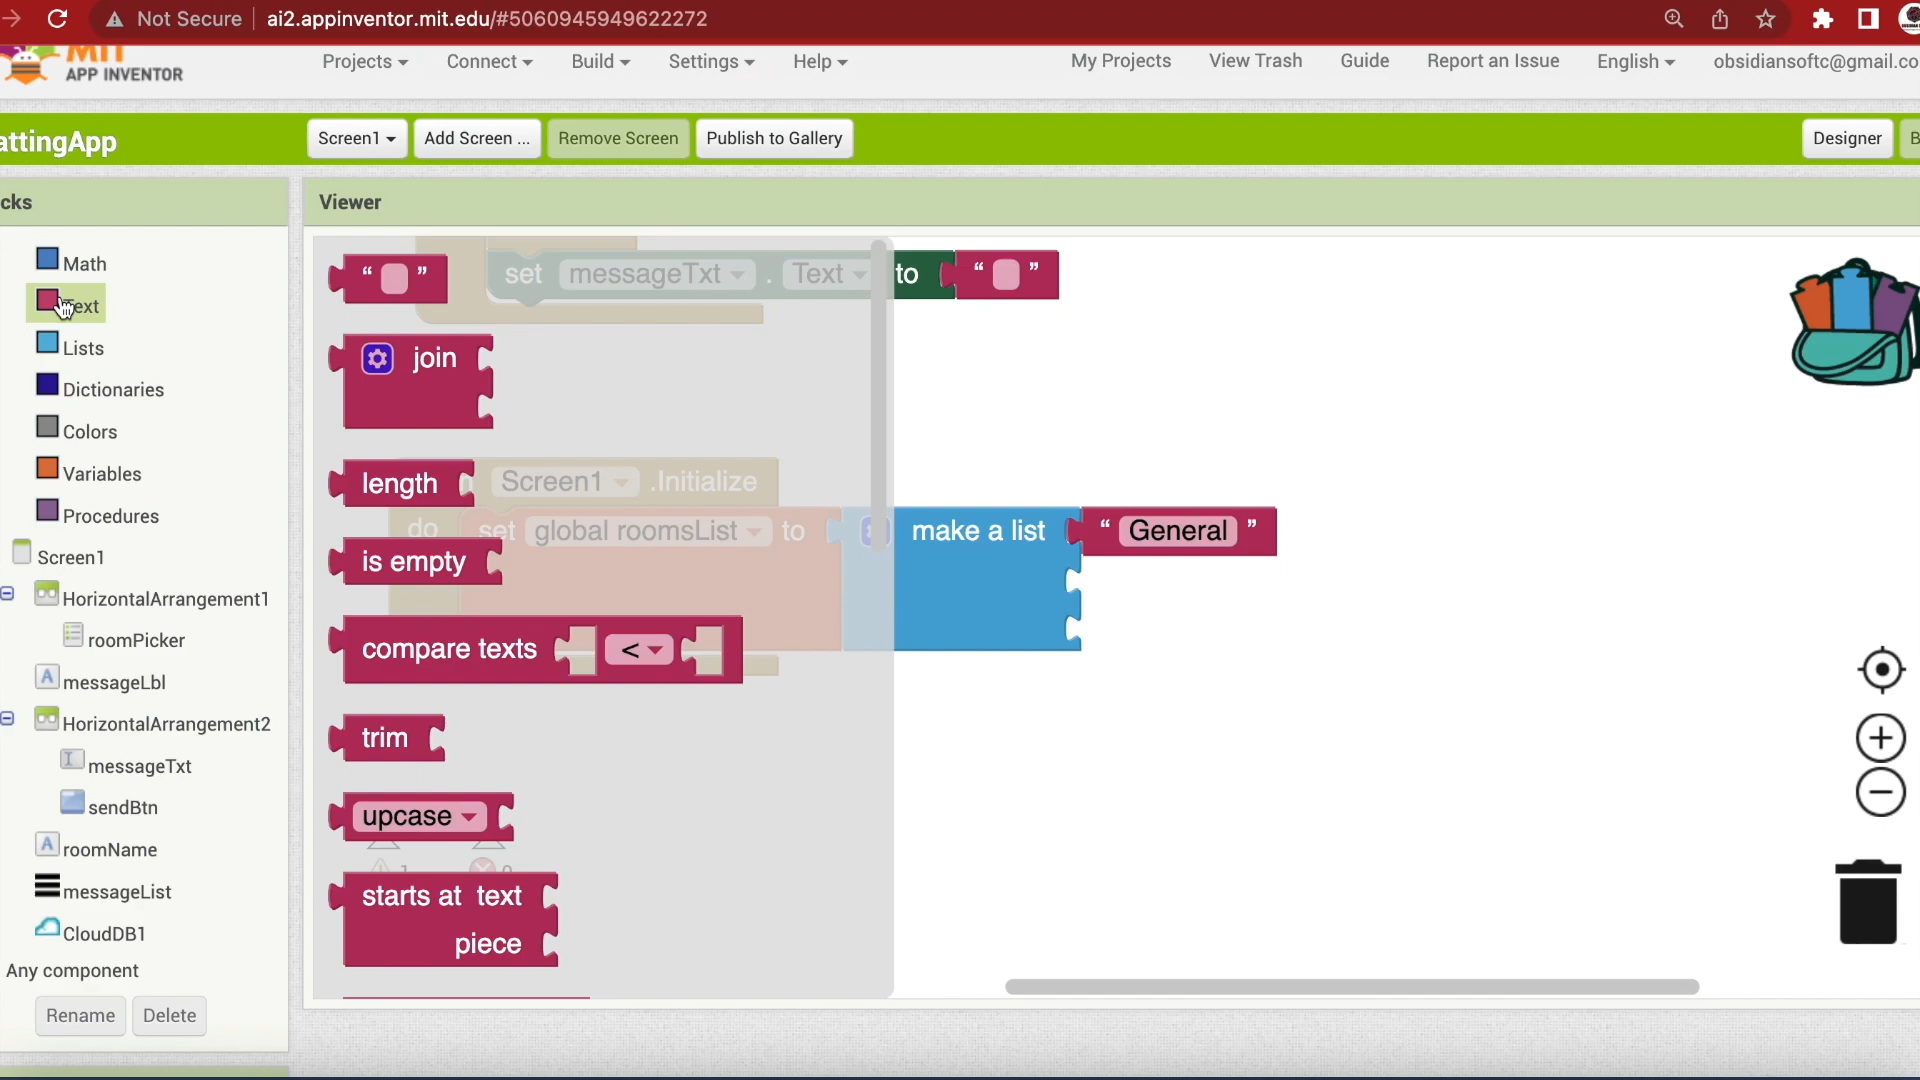 Not Secure ai2.appinventor.mit.edu/#5060945949622272
MIT
APP INVENTOR
Projects Connect Build Settings Help My Projects View Trash Guide Report an Issue English obsidiansoftc@gmail.co
attingApp Screen1 Add Screen ... Remove Screen Publish to Gallery Designer B
cks Viewer
Math
Text
Lists
Dictionaries
Colors
Variables
Procedures
Screen1
HorizontalArrangement1
roomPicker
messageLbl
HorizontalArrangement2
messageTxt
sendBtn
roomName
messageList
CloudDB1
Any component
Rename Delete
“ ” set messageTxt . Text to “ ”
join
length Screen1 .Initialize
do set global roomsList to make a list “ General ”
is empty
compare texts <
trim
upcase
1 0
starts at text
piece